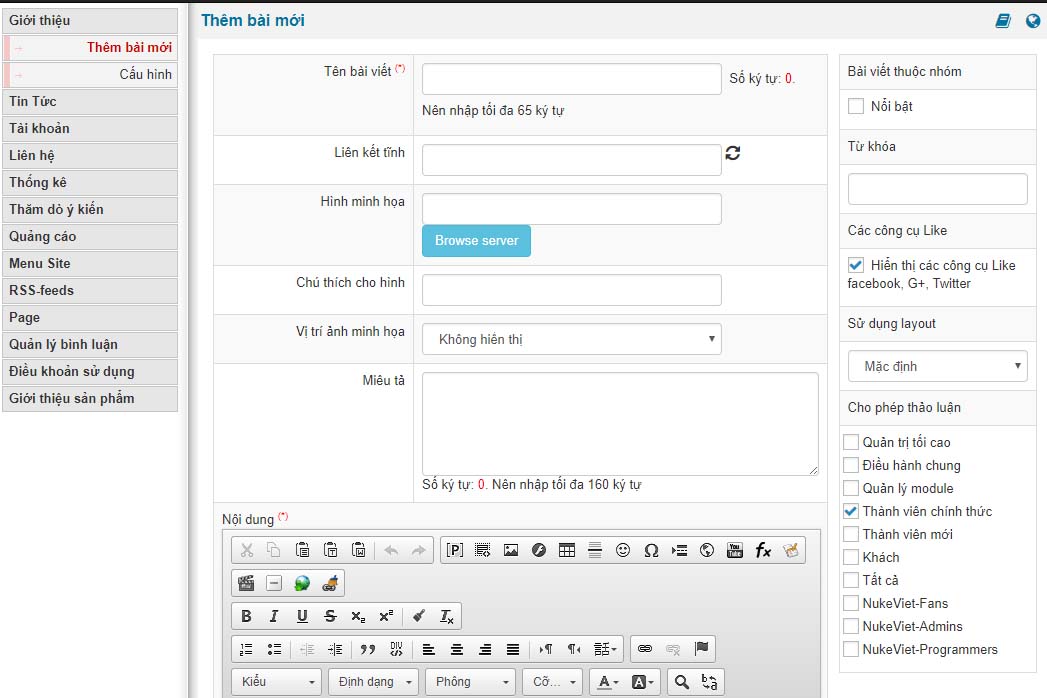 Giới thiệu
Thêm bài mới
Cấu hình
Tin Tức
Tài khoản
Liên hệ
Thống kê
Thăm dò ý kiến
Quảng cáo
Menu Site
RSS-feeds
Page
Quản lý bình luận
Điều khoản sử dụng
Giới thiệu sản phẩm
Thêm bài mới
Tên bài viết (*)
Số ký tự: 0.
Nên nhập tối đa 65 ký tự
Liên kết tĩnh
Hình minh họa
Browse server
Chú thích cho hình
Vị trí ảnh minh họa
Không hiển thị
Miêu tả
Số ký tự: 0. Nên nhập tối đa 160 ký tự
Nội dung (*)
Kiểu
Định dạng
Phông
Cỡ...
Bài viết thuộc nhóm
Nổi bật
Từ khóa
Các công cụ Like
Hiển thị các công cụ Like
facebook, G+, Twitter
Sử dụng layout
Mặc định
Cho phép thảo luận
Quản trị tối cao
Điều hành chung
Quản lý module
Thành viên chính thức
Thành viên mới
Khách
Tất cả
NukeViet-Fans
NukeViet-Admins
NukeViet-Programmers